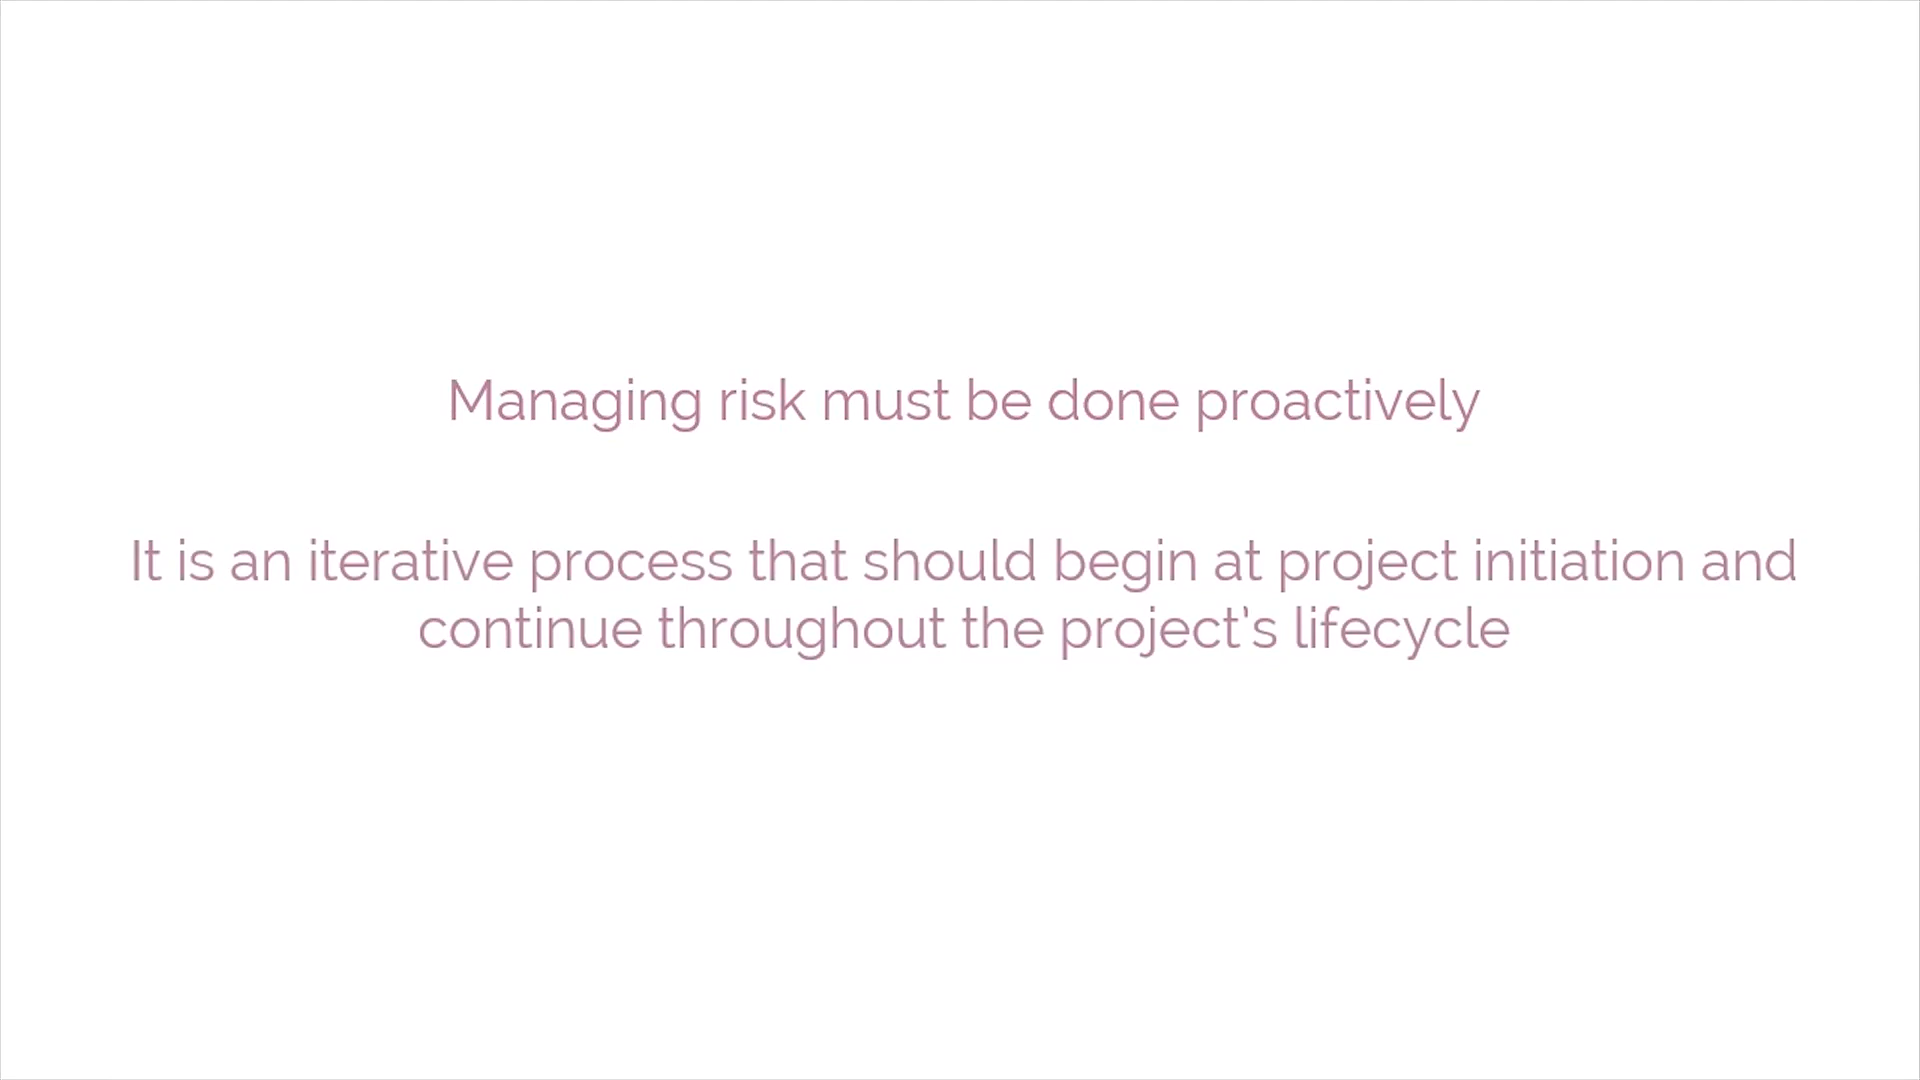 Managing risk must be done proactively
It is an iterative process that should begin at project initiation and
continue throughout the project’s lifecycle